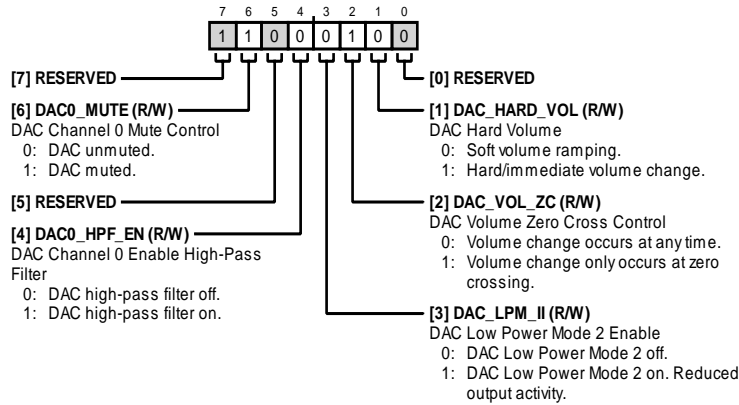 7 6 5 4 3 2 1 0
1 1 0 0 0 1 0 0
[7] RESERVED
[6] DAC0_MUTE (R/W)
DAC Channel 0 Mute Control
0: DAC unmuted.
1: DAC muted.
[5] RESERVED
[4] DAC0_HPF_EN (R/W)
DAC Channel 0 Enable High-Pass
Filter
0: DAC high-pass filter off.
1: DAC high-pass filter on.
[0] RESERVED
[1] DAC_HARD_VOL (R/W)
DAC Hard Volume
0: Soft volume ramping.
1: Hard/immediate volume change.
[2] DAC_VOL_ZC (R/W)
DAC Volume Zero Cross Control
0: Volume change occurs at any time.
1: Volume change only occurs at zero
crossing.
[3] DAC_LPM_II (R/W)
DAC Low Power Mode 2 Enable
0: DAC Low Power Mode 2 off.
1: DAC Low Power Mode 2 on. Reduced
output activity.